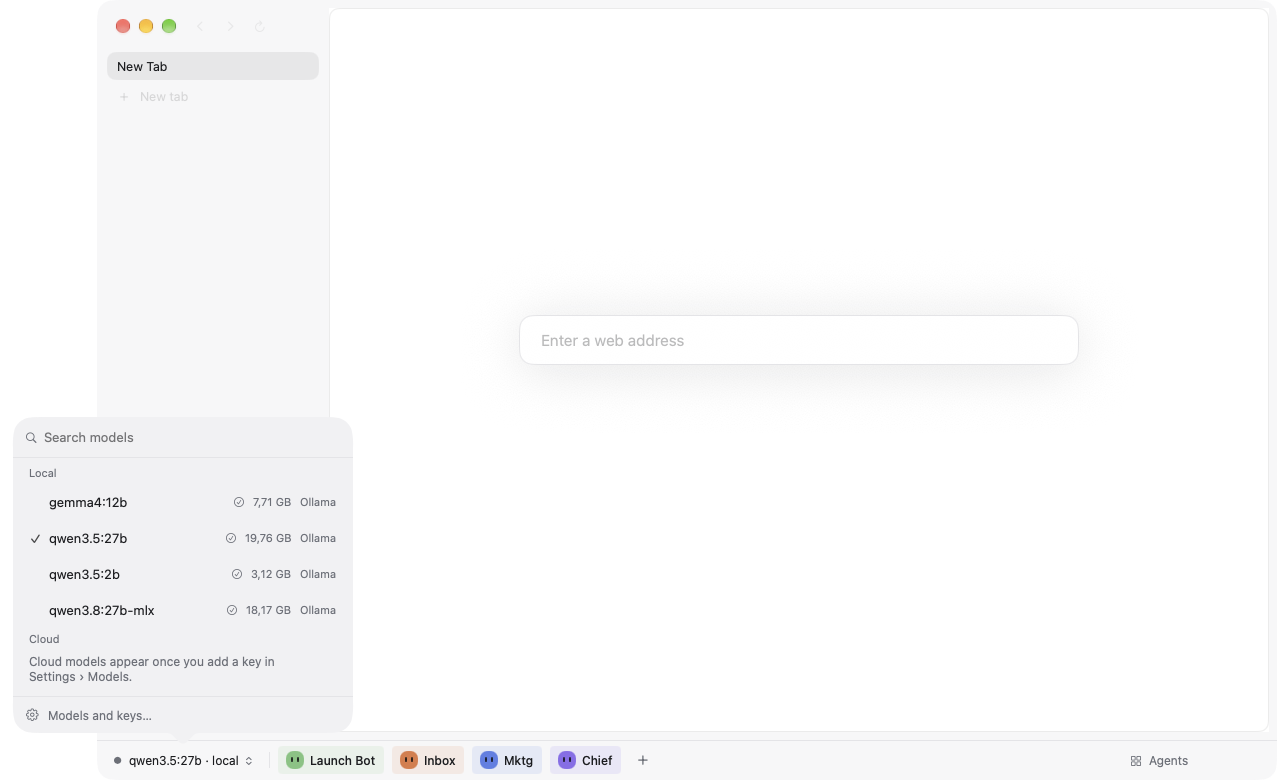 New Tab
New tab
Enter a web address
Search models
Local
gemma4:12b 7,71 GB Ollama
qwen3.5:27b 19,76 GB Ollama
qwen3.5:2b 3,12 GB Ollama
qwen3.8:27b-mlx 18,17 GB Ollama
Cloud
Cloud models appear once you add a key in
Settings › Models.
Models and keys...
qwen3.5:27b · local Launch Bot Inbox Mktg Chief Agents